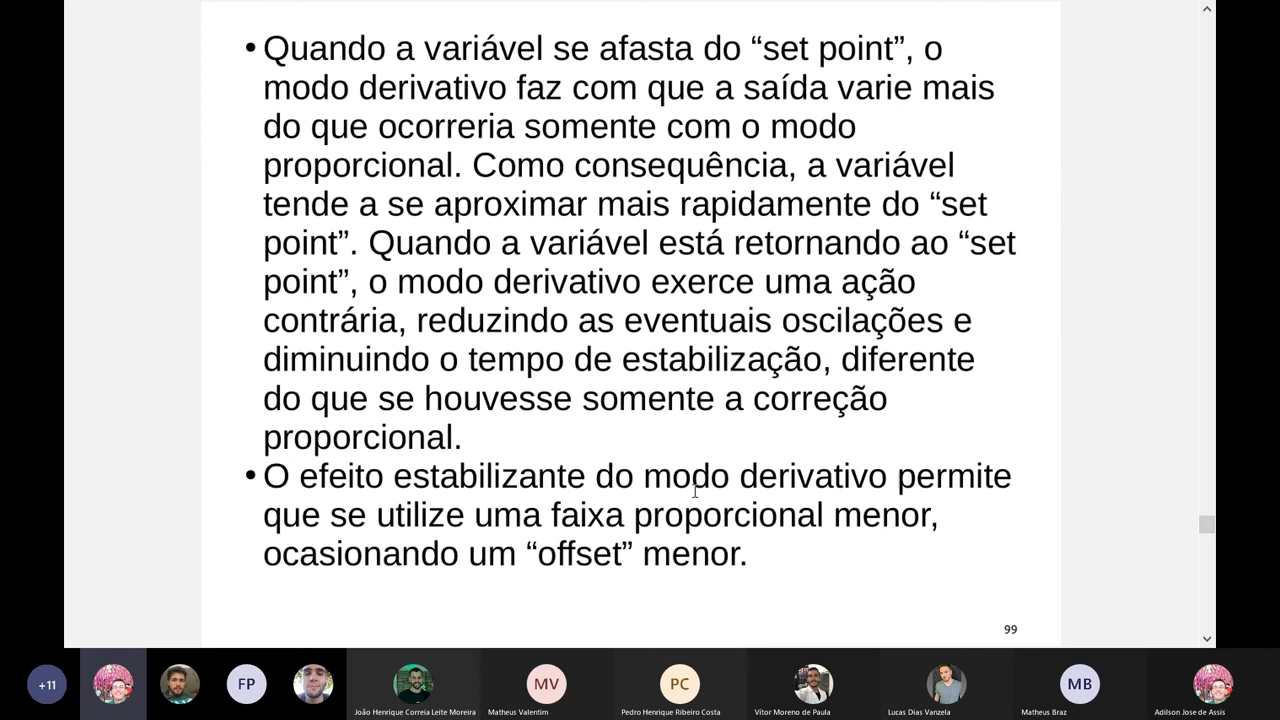 • Quando a variável se afasta do “set point”, o
modo derivativo faz com que a saída varie mais
do que ocorreria somente com o modo
proporcional. Como consequência, a variável
tende a se aproximar mais rapidamente do “set
point”. Quando a variável está retornando ao “set
point”, o modo derivativo exerce uma ação
contrária, reduzindo as eventuais oscilações e
diminuindo o tempo de estabilização, diferente
do que se houvesse somente a correção
proporcional.
• O efeito estabilizante do modo derivativo permite
que se utilize uma faixa proporcional menor,
ocasionando um “offset” menor.
99
+11
FP
MV
PC
MB
João Henrique Correia Leite Moreira
Matheus Valentim
Pedro Henrique Ribeiro Costa
Vítor Moreno de Paula
Lucas Dias Vanzela
Matheus Braz
Adilson Jose de Assis